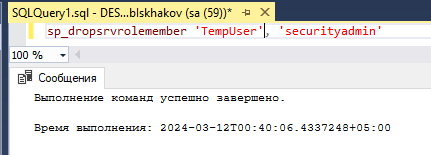 SQLQuery1.sql - DES...blskhakov (sa (59))*
sp_dropsrvrolemember 'TempUser', 'securityadmin'
100 %
Сообщения
Выполнение команд успешно завершено.
Время выполнения: 2024-03-12T00:40:06.4337248+05:00